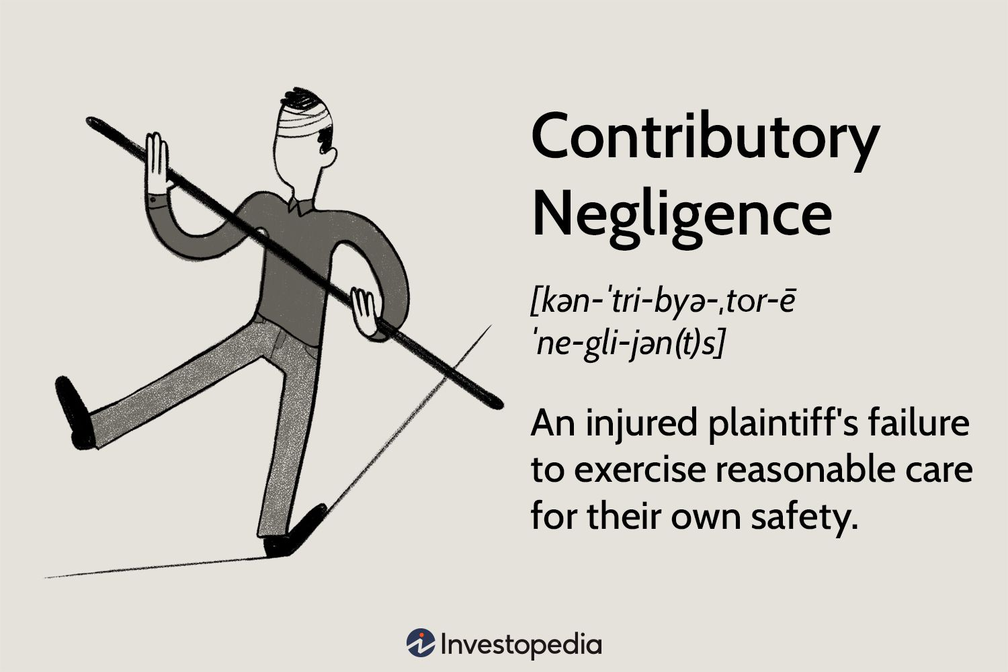 Contributory
Negligence
[kən-ˈtri-byə-ˌtor-ē
ˈne-gli-jən(t)s]
An injured plaintiff's failure
to exercise reasonable care
for their own safety.
Investopedia